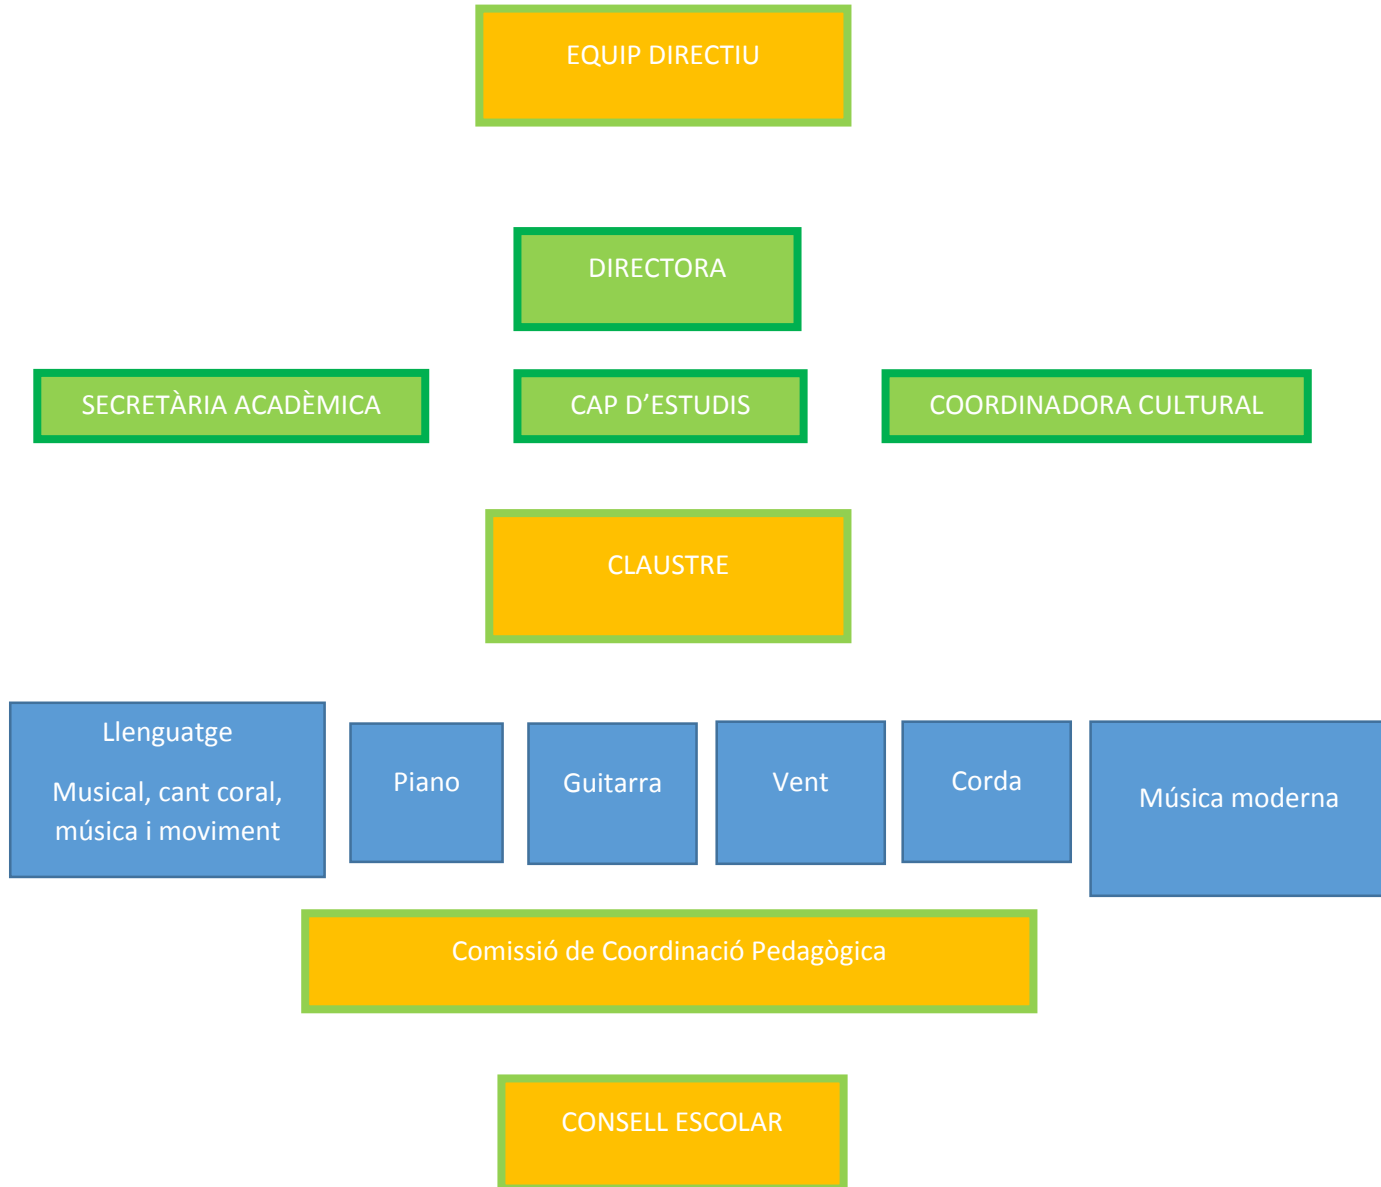 EQUIP DIRECTIU
DIRECTORA
SECRETÀRIA ACADÈMICA
CAP D’ESTUDIS
COORDINADORA CULTURAL
CLAUSTRE
Llenguatge
Musical, cant coral,
música i moviment
Piano
Guitarra
Vent
Corda
Música moderna
Comissió de Coordinació Pedagògica
CONSELL ESCOLAR